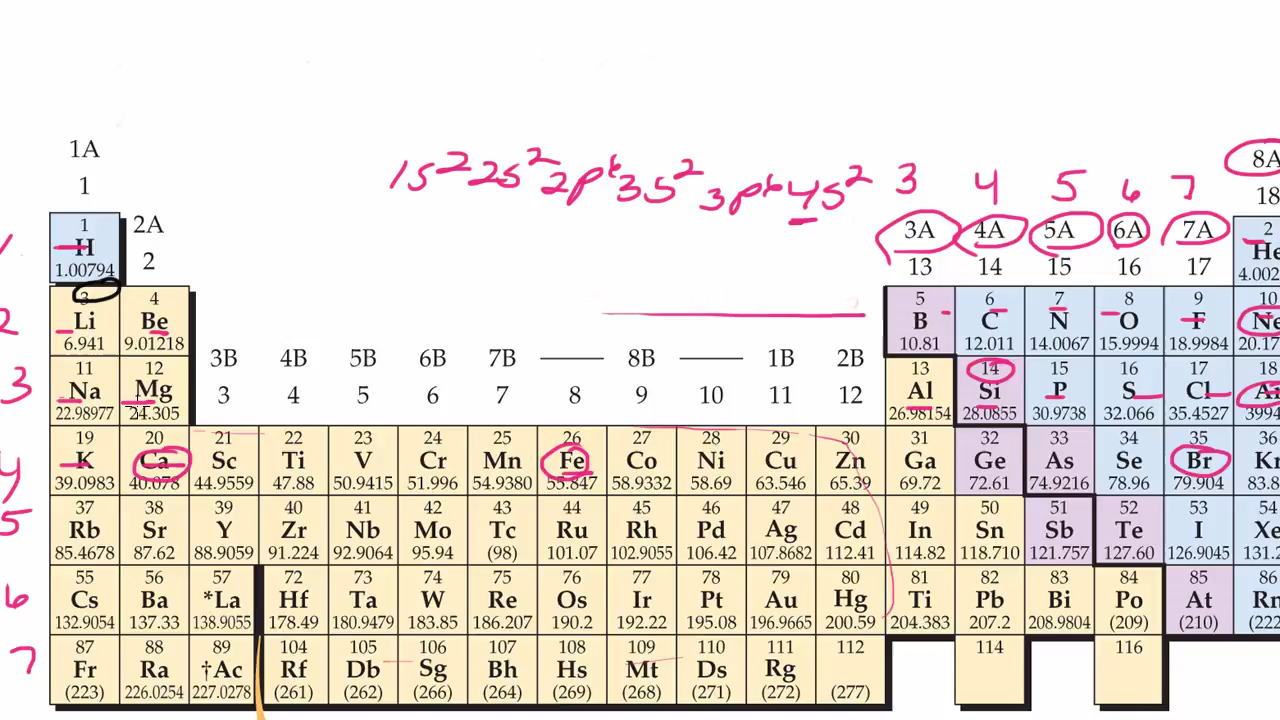 1A
1
1s² 2s² 2p⁶ 3s² 3p⁶ 4s²
3 4 5 6 7
8A
18
2A
2
3A 4A 5A 6A 7A
13 14 15 16 17
1 2
H He
1.00794 4.002
3 4 5 6 7 8 9 10
2 Li Be B C N O F Ne
6.941 9.01218 10.81 12.011 14.0067 15.9994 18.9984 20.17
3B 4B 5B 6B 7B 8B 1B 2B
3 4 5 6 7 8 9 10 11 12
11 12 13 14 15 16 17 18
3 Na Mg Al Si P S Cl Ar
22.98977 24.305 26.98154 28.0855 30.9738 32.066 35.4527 3994
19 20 21 22 23 24 25 26 27 28 29 30 31 32 33 34 35 36
4 K Ca Sc Ti V Cr Mn Fe Co Ni Cu Zn Ga Ge As Se Br Kr
39.0983 40.078 44.9559 47.88 50.9415 51.996 54.9380 55.847 58.9332 58.69 63.546 65.39 69.72 72.61 74.9216 78.96 79.904 83.8
37 38 39 40 41 42 43 44 45 46 47 48 49 50 51 52 53 54
5 Rb Sr Y Zr Nb Mo Tc Ru Rh Pd Ag Cd In Sn Sb Te I Xe
85.4678 87.62 88.9059 91.224 92.9064 95.94 (98) 101.07 102.9055 106.42 107.8682 112.41 114.82 118.710 121.757 127.60 126.9045 131.2
55 56 57 72 73 74 75 76 77 78 79 80 81 82 83 84 85 86
6 Cs Ba *La Hf Ta W Re Os Ir Pt Au Hg Ti Pb Bi Po At Rn
132.9054 137.33 138.9055 178.49 180.9479 183.85 186.207 190.2 192.22 195.08 196.9665 200.59 204.383 207.2 208.9804 (209) (210) (222
87 88 89 104 105 106 107 108 109 110 111 112 114 116
7 Fr Ra †Ac Rf Db Sg Bh Hs Mt Ds Rg
(223) 226.0254 227.0278 (261) (262) (266) (264) (269) (268) (271) (272) (277)